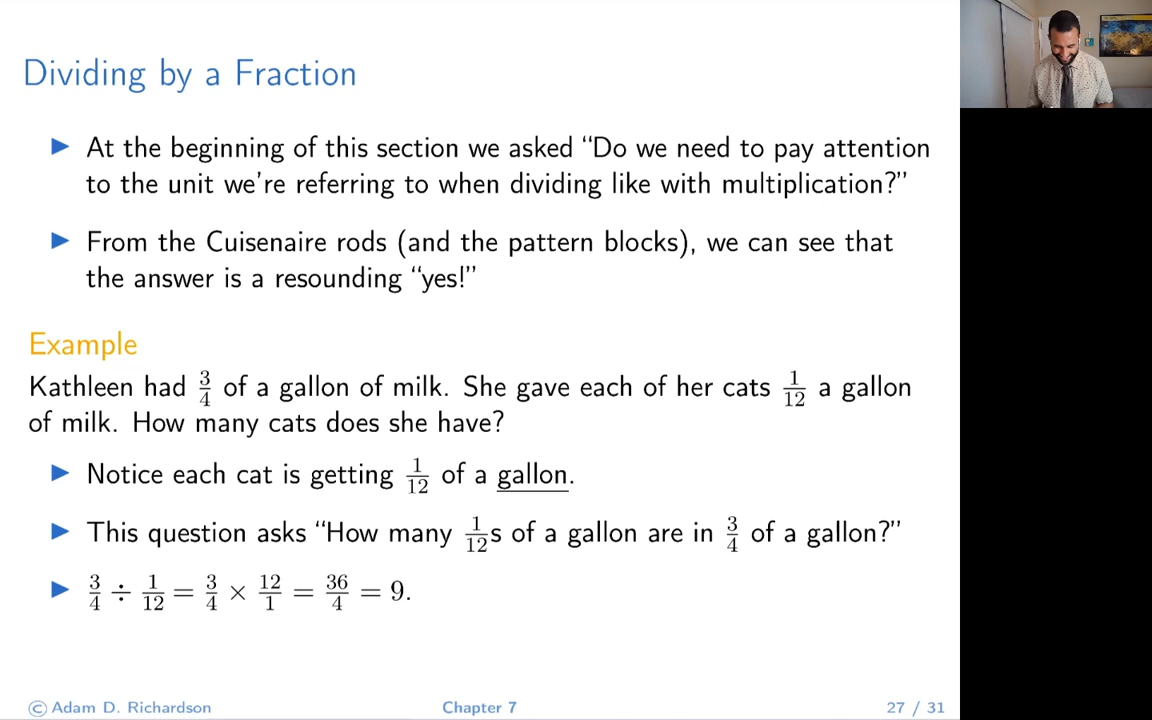 Dividing by a Fraction
▶ At the beginning of this section we asked “Do we need to pay attention
to the unit we’re referring to when dividing like with multiplication?”
▶ From the Cuisenaire rods (and the pattern blocks), we can see that
the answer is a resounding “yes!”
Example
Kathleen had 3/4 of a gallon of milk. She gave each of her cats 1/12 a gallon
of milk. How many cats does she have?
▶ Notice each cat is getting 1/12 of a gallon.
▶ This question asks “How many 1/12s of a gallon are in 3/4 of a gallon?”
▶ 3/4 ÷ 1/12 = 3/4 × 12/1 = 36/4 = 9.
© Adam D. Richardson Chapter 7 27 / 31